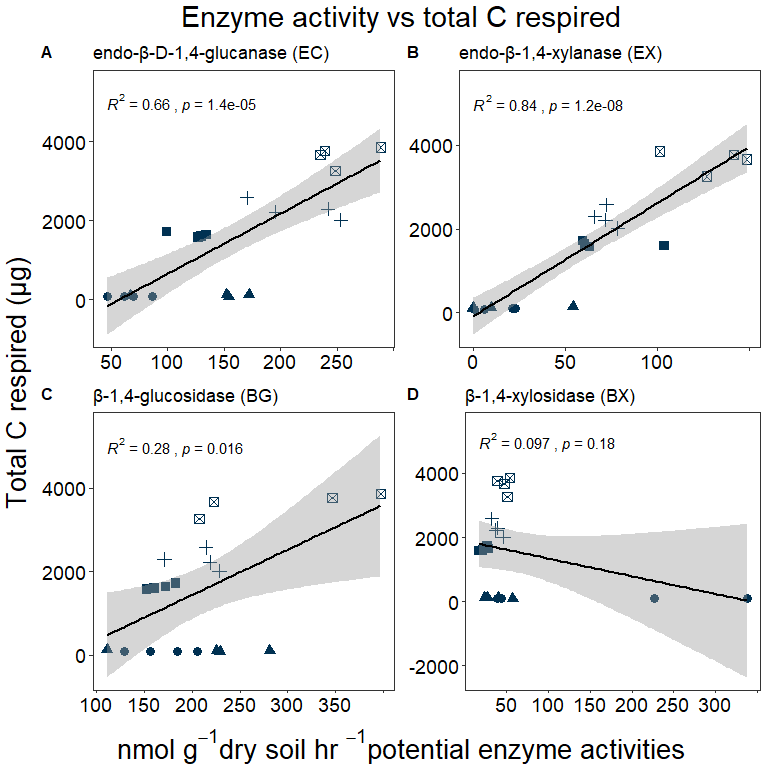 Enzyme activity vs total C respired
A
endo-β-D-1,4-glucanase (EC)
R² = 0.66 , p = 1.4e-05
4000
2000
0
50 100 150 200 250
B
endo-β-1,4-xylanase (EX)
R² = 0.84 , p = 1.2e-08
4000
2000
0
0 50 100
C
β-1,4-glucosidase (BG)
R² = 0.28 , p = 0.016
4000
2000
0
100 150 200 250 300 350
D
β-1,4-xylosidase (BX)
R² = 0.097 , p = 0.18
4000
2000
0
-2000
50 100 150 200 250 300
Total C respired (µg)
nmol g⁻¹dry soil hr ⁻¹potential enzyme activities